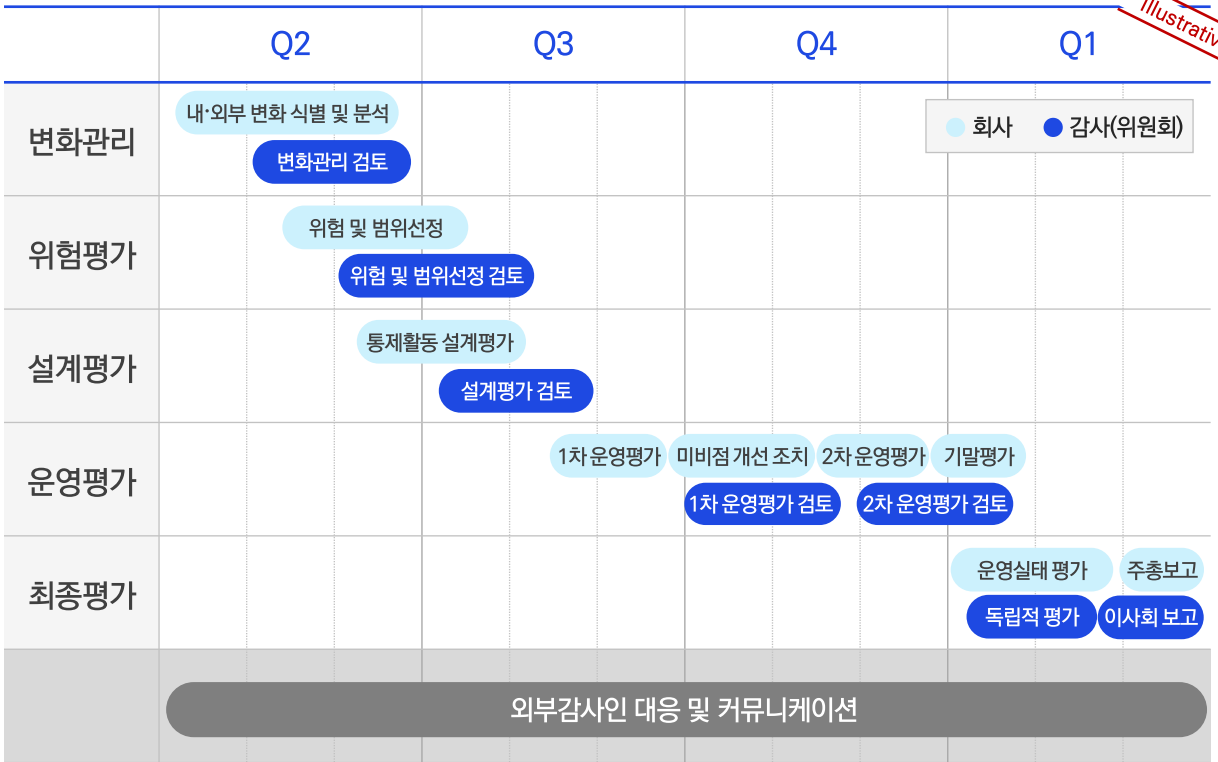 Q2
Q3
Q4
Q1
회사
감사(위원회)
변화관리
내·외부 변화 식별 및 분석
변화관리 검토
위험평가
위험 및 범위선정
위험 및 범위선정 검토
설계평가
통제활동 설계평가
설계평가 검토
운영평가
1차 운영평가
미비점 개선 조치
2차 운영평가
기말평가
1차 운영평가 검토
2차 운영평가 검토
최종평가
운영실태 평가
주총보고
독립적 평가
이사회 보고
외부감사인 대응 및 커뮤니케이션